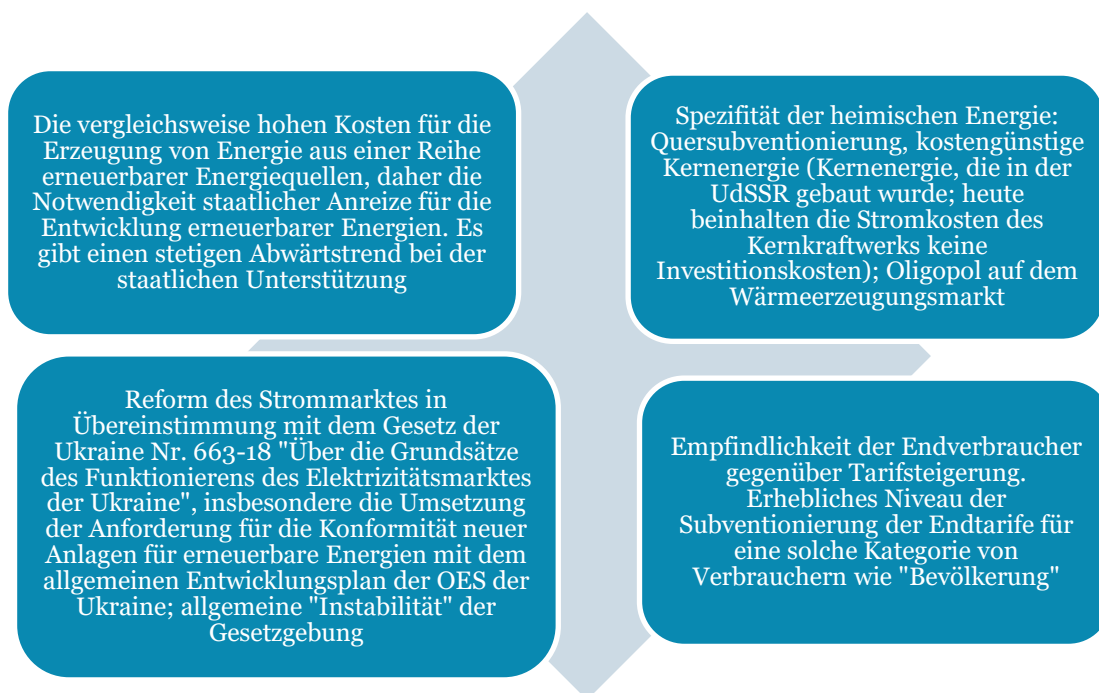 Die vergleichsweise hohen Kosten für die
Erzeugung von Energie aus einer Reihe
erneuerbarer Energiequellen, daher die
Notwendigkeit staatlicher Anreize für die
Entwicklung erneuerbarer Energien. Es
gibt einen stetigen Abwärtstrend bei der
staatlichen Unterstützung
Spezifität der heimischen Energie:
Quersubventionierung, kostengünstige
Kernenergie (Kernenergie, die in der
UdSSR gebaut wurde; heute
beinhalten die Stromkosten des
Kernkraftwerks keine
Investitionskosten); Oligopol auf dem
Wärmeerzeugungsmarkt
Reform des Strommarktes in
Übereinstimmung mit dem Gesetz der
Ukraine Nr. 663-18 "Über die Grundsätze
des Funktionierens des Elektrizitätsmarktes
der Ukraine", insbesondere die Umsetzung
der Anforderung für die Konformität neuer
Anlagen für erneuerbare Energien mit dem
allgemeinen Entwicklungsplan der OES der
Ukraine; allgemeine "Instabilität" der
Gesetzgebung
Empfindlichkeit der Endverbraucher
gegenüber Tarifsteigerung.
Erhebliches Niveau der
Subventionierung der Endtarife für
eine solche Kategorie von
Verbrauchern wie "Bevölkerung"